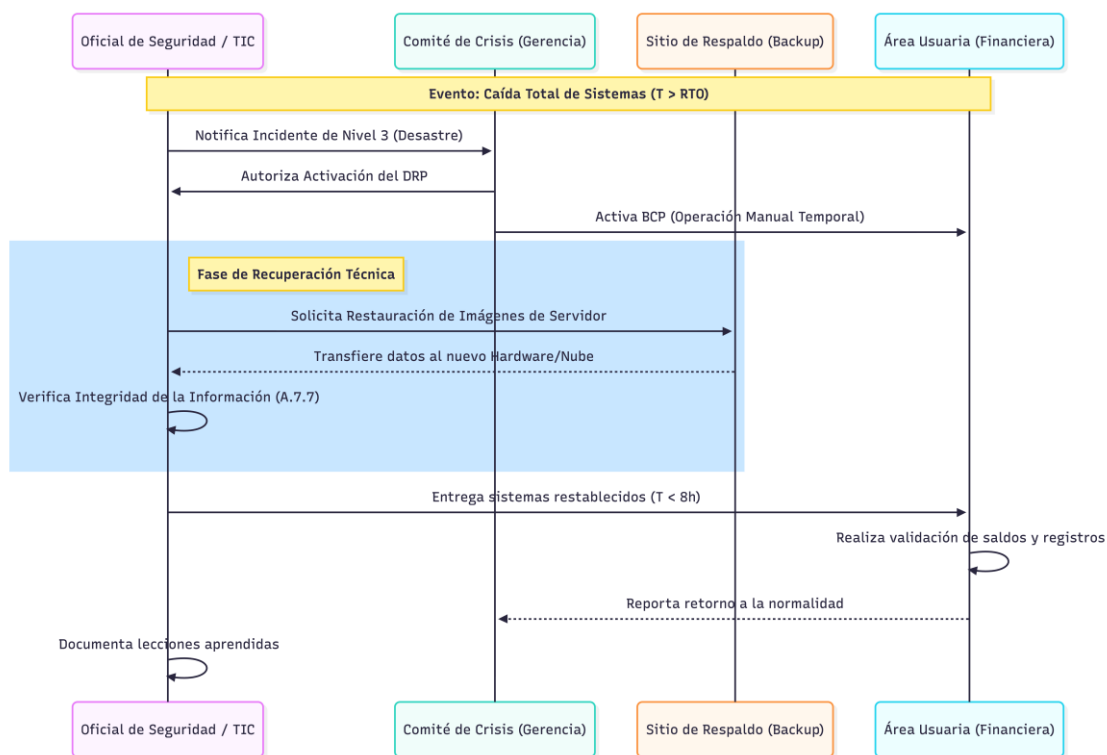 Oficial de Seguridad / TIC
Comité de Crisis (Gerencia)
Sitio de Respaldo (Backup)
Área Usuaria (Financiera)
Evento: Caída Total de Sistemas (T > RTO)
Notifica Incidente de Nivel 3 (Desastre)
Autoriza Activación del DRP
Activa BCP (Operación Manual Temporal)
Fase de Recuperación Técnica
Solicita Restauración de Imágenes de Servidor
Transfiere datos al nuevo Hardware/Nube
Verifica Integridad de la Información (A.7.7)
Entrega sistemas restablecidos (T < 8h)
Realiza validación de saldos y registros
Reporta retorno a la normalidad
Documenta lecciones aprendidas
Oficial de Seguridad / TIC
Comité de Crisis (Gerencia)
Sitio de Respaldo (Backup)
Área Usuaria (Financiera)